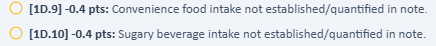 [1D.9] -0.4 pts: Convenience food intake not established/quantified in note.
[1D.10] -0.4 pts: Sugary beverage intake not established/quantified in note.